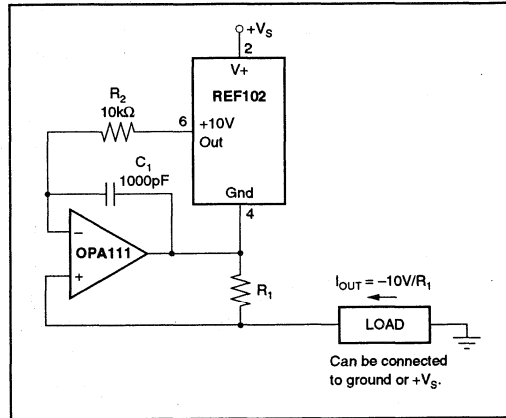 +VS
2
V+
REF102
R2
10kΩ
6
+10V
Out
C1
1000pF
Gnd
4
−
OPA111
+
R1
IOUT = −10V/R1
LOAD
Can be connected
to ground or +VS.